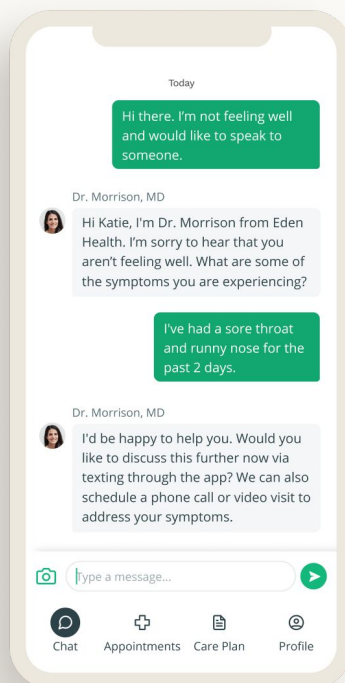 Today
Hi there. I'm not feeling well
and would like to speak to
someone.
Dr. Morrison, MD
Hi Katie, I'm Dr. Morrison from Eden
Health. I’m sorry to hear that you
aren’t feeling well. What are some of
the symptoms you are experiencing?
I've had a sore throat
and runny nose for the
past 2 days.
Dr. Morrison, MD
I'd be happy to help you. Would you
like to discuss this further now via
texting through the app? We can also
schedule a phone call or video visit to
address your symptoms.
Type a message...
Chat Appointments Care Plan Profile